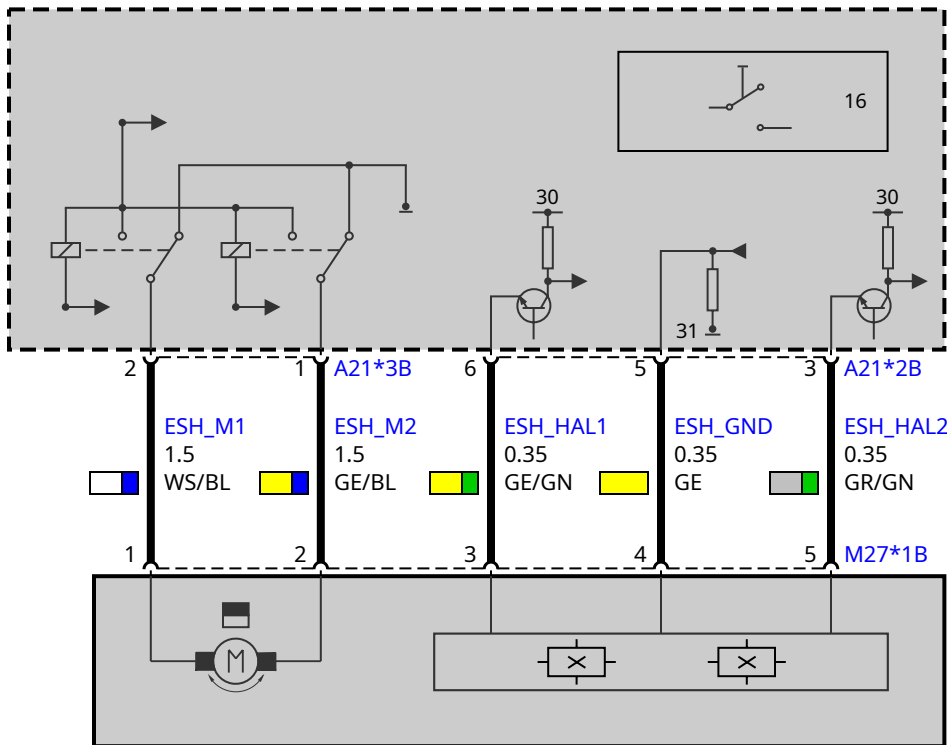 16
30
30
31
2
1
A21*3B
6
5
3
A21*2B
ESH_M1
1.5
WS/BL
ESH_M2
1.5
GE/BL
ESH_HAL1
0.35
GE/GN
ESH_GND
0.35
GE
ESH_HAL2
0.35
GR/GN
1
2
3
4
5
M27*1B
M